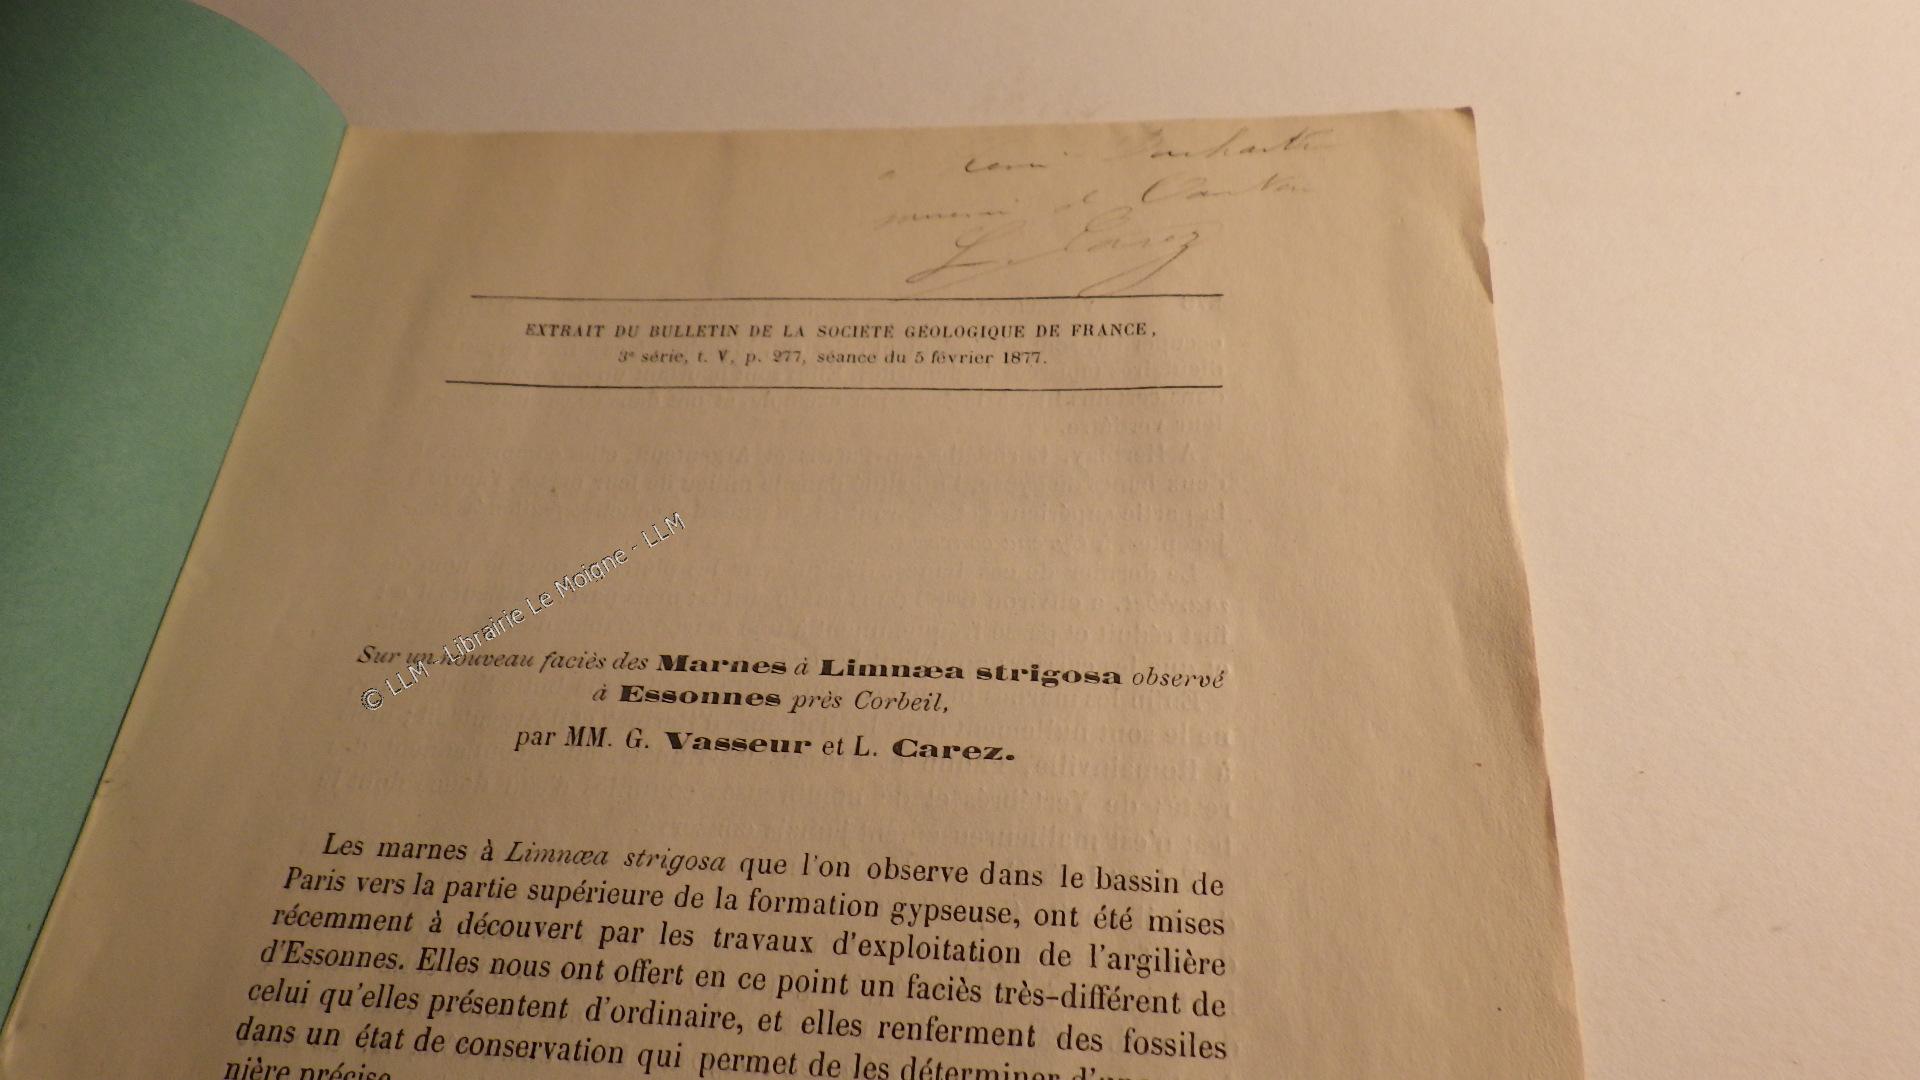 L. Carez
EXTRAIT DU BULLETIN DE LA SOCIÉTÉ GÉOLOGIQUE DE FRANCE,
3e série, t. V, p. 277, séance du 5 février 1877.
© LLM - Librairie Le Moigne - LLM
Sur un nouveau faciès des Marnes à Limnæa strigosa observé
à Essonnes près Corbeil,
par MM. G. Vasseur et L. Carez.
Les marnes à Limnæa strigosa que l'on observe dans le bassin de
Paris vers la partie supérieure de la formation gypseuse, ont été mises
récemment à découvert par les travaux d'exploitation de l'argilière
d'Essonnes. Elles nous ont offert en ce point un faciès très-différent de
celui qu'elles présentent d'ordinaire, et elles renferment des fossiles
dans un état de conservation qui permet de les déterminer
nière précise